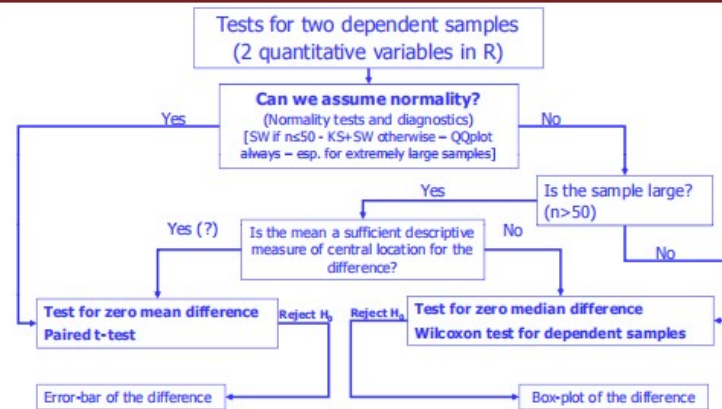 Tests for two dependent samples
(2 quantitative variables in R)
Can we assume normality?
(Normality tests and diagnostics)
[SW if n≤50 - KS+SW otherwise – QQplot
always – esp. for extremely large samples]
Yes
No
Is the sample large?
(n>50)
Yes
No
Is the mean a sufficient descriptive
measure of central location for the
difference?
Yes (?)
No
Test for zero mean difference
Paired t-test
Reject H₀
Reject H₀
Test for zero median difference
Wilcoxon test for dependent samples
Error-bar of the difference
Box-plot of the difference